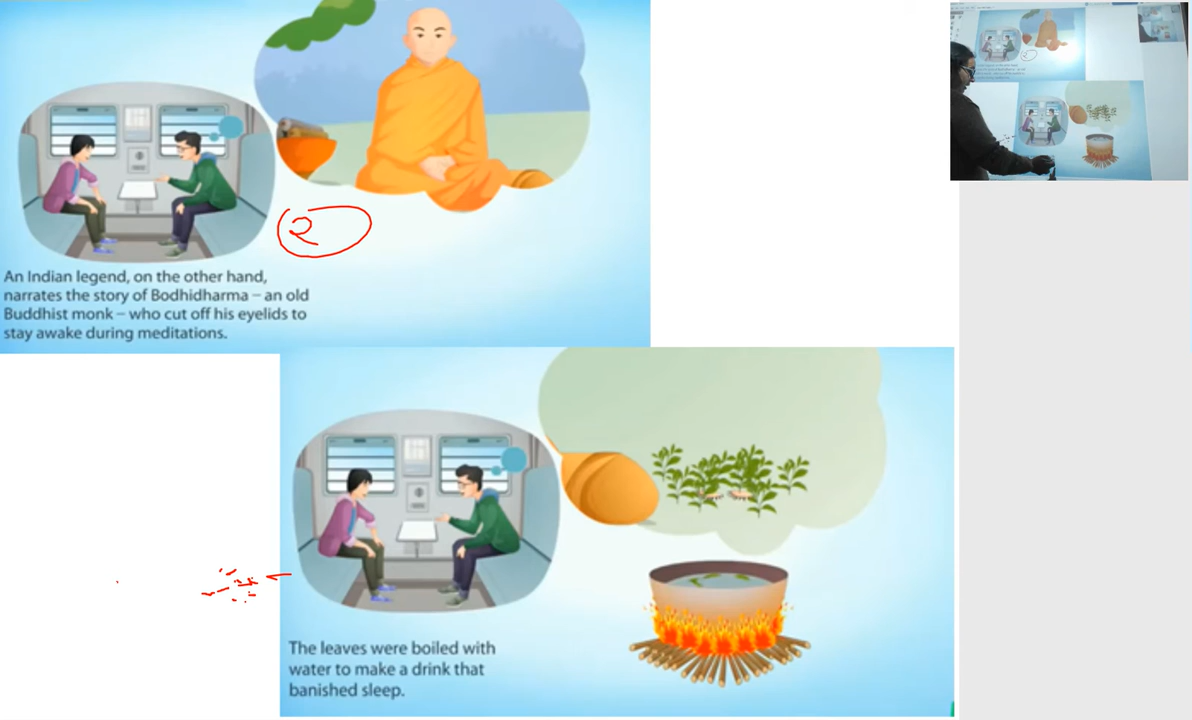 २
An Indian legend, on the other hand,
narrates the story of Bodhidharma – an old
Buddhist monk – who cut off his eyelids to
stay awake during meditations.
The leaves were boiled with
water to make a drink that
banished sleep.